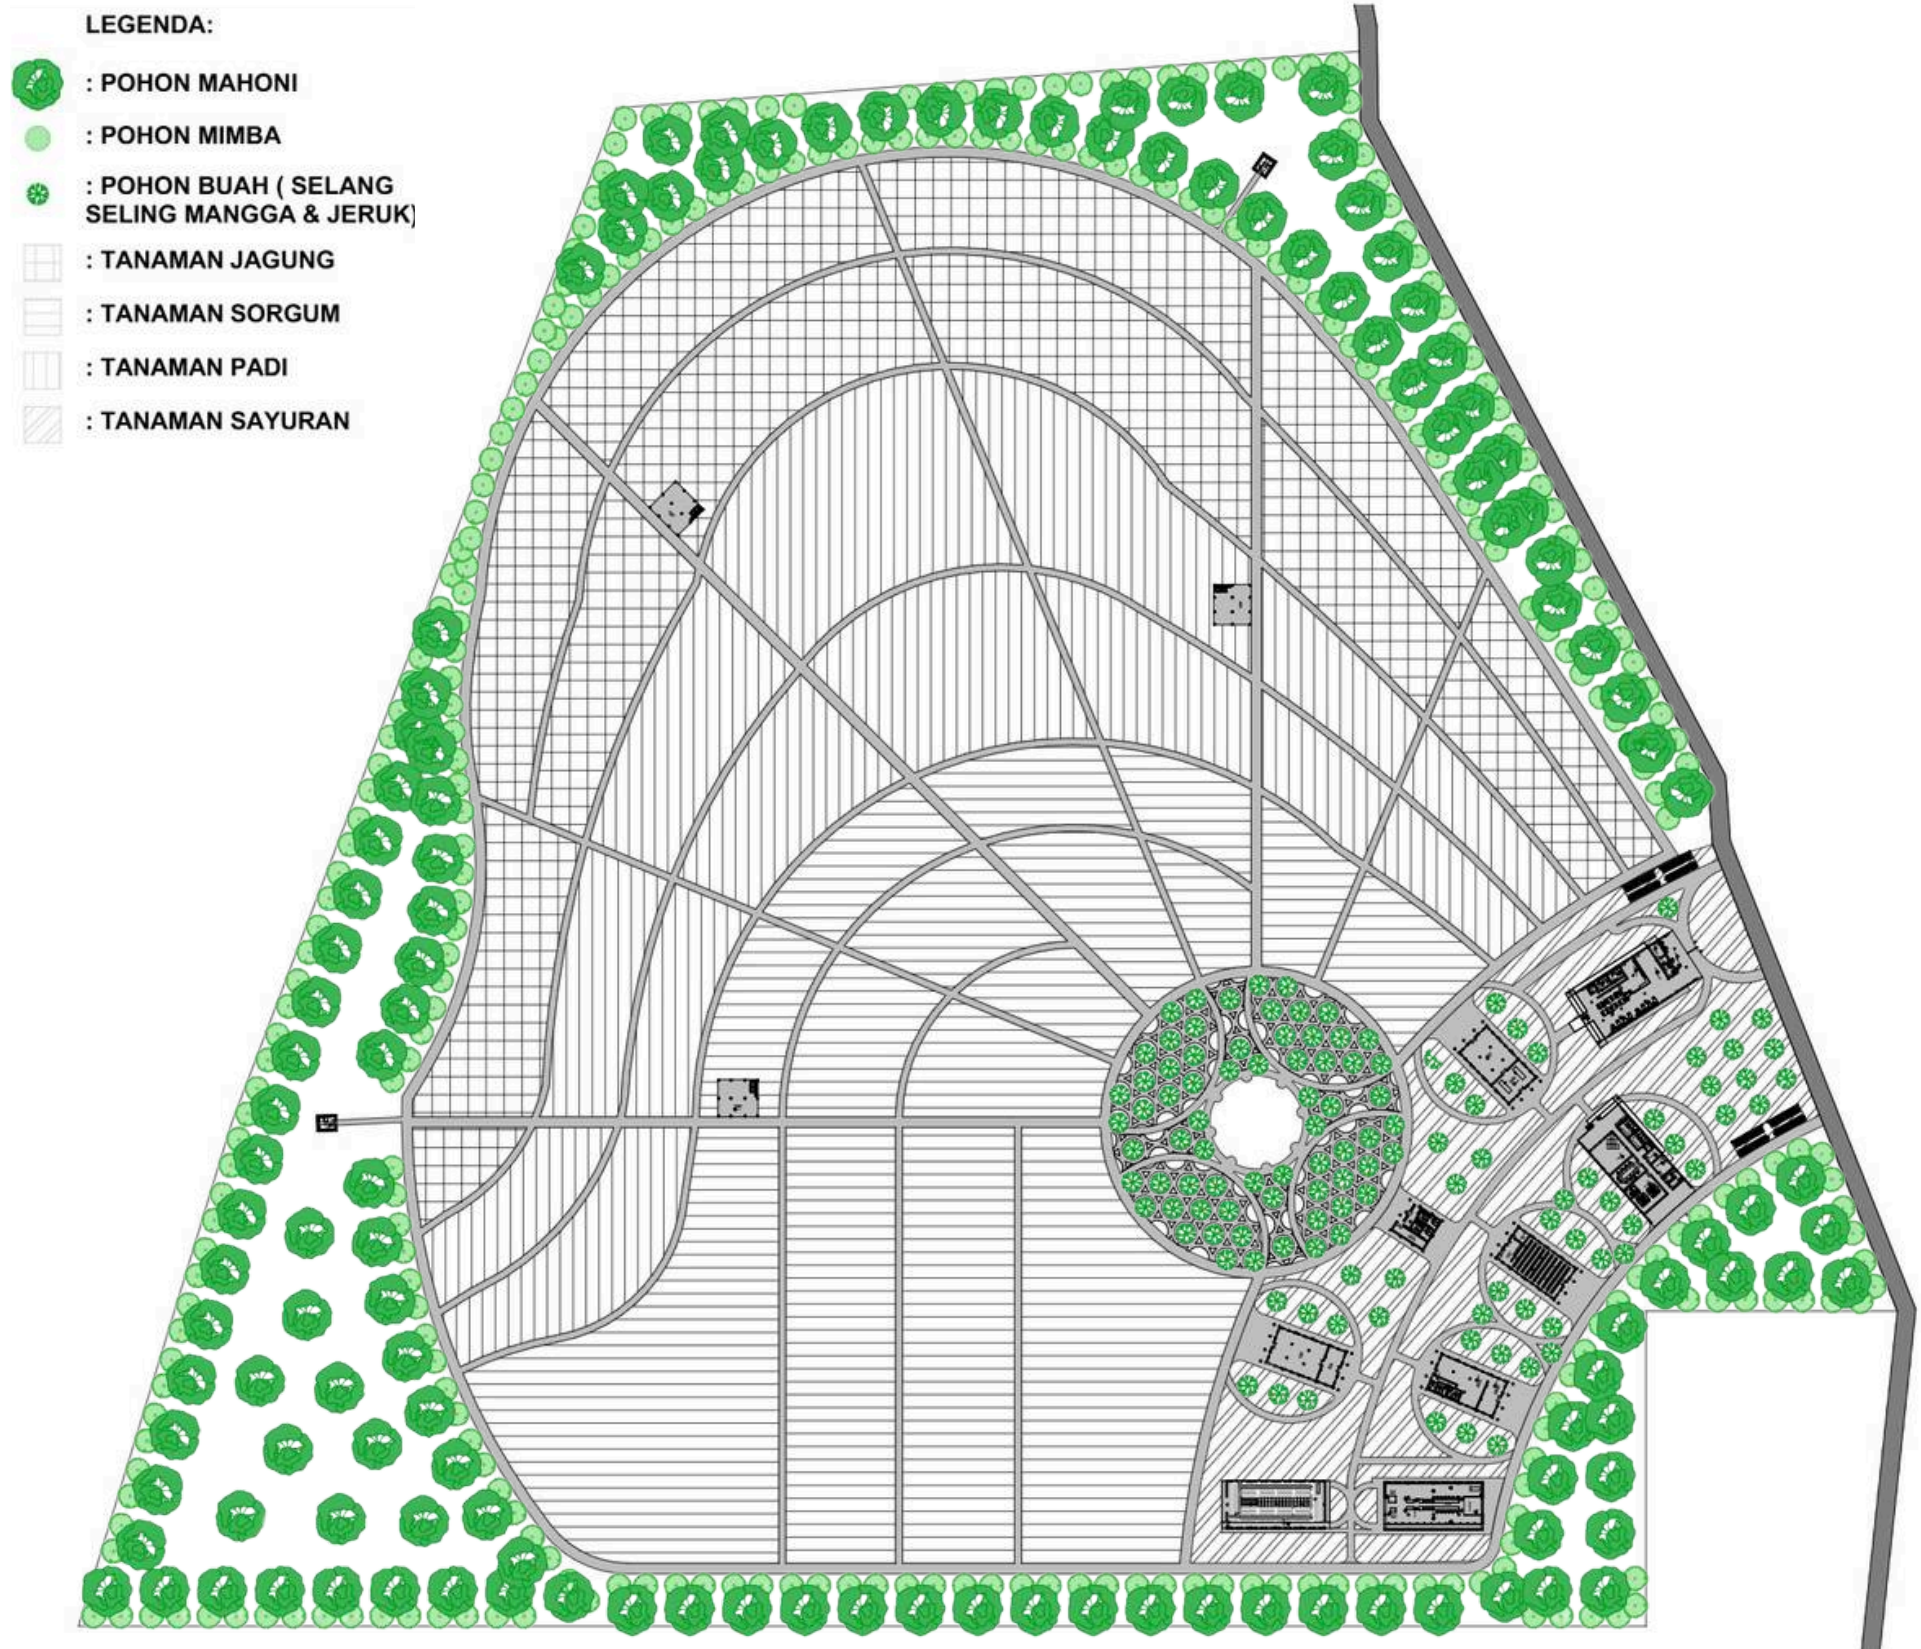 LEGENDA:
: POHON MAHONI
: POHON MIMBA
: POHON BUAH ( SELANG
SELING MANGGA & JERUK)
: TANAMAN JAGUNG
: TANAMAN SORGUM
: TANAMAN PADI
: TANAMAN SAYURAN